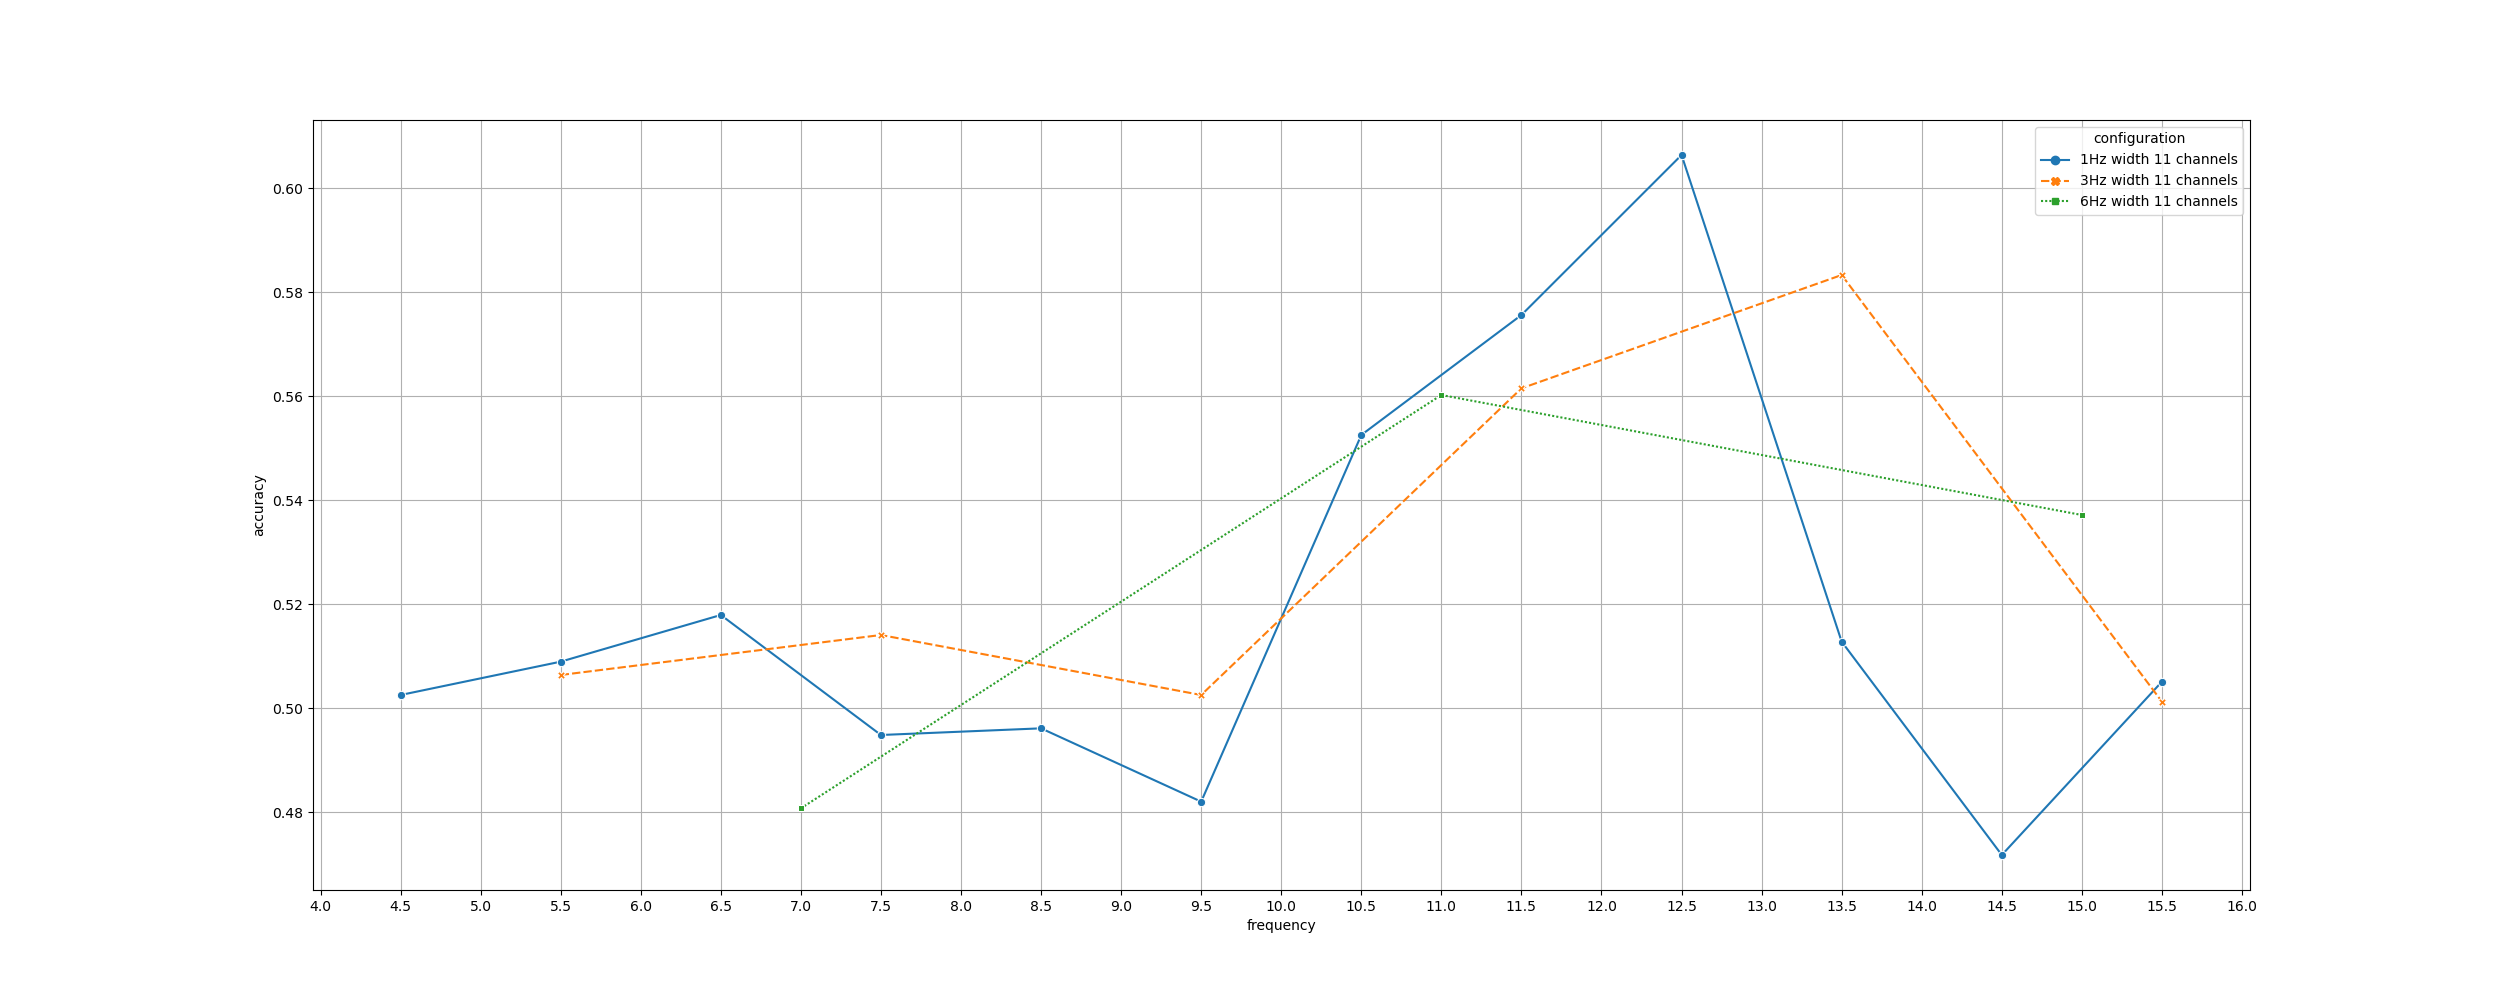 configuration
1Hz width 11 channels
3Hz width 11 channels
6Hz width 11 channels
accuracy
0.60
0.58
0.56
0.54
0.52
0.50
0.48
4.0 4.5 5.0 5.5 6.0 6.5 7.0 7.5 8.0 8.5 9.0 9.5 10.0 10.5 11.0 11.5 12.0 12.5 13.0 13.5 14.0 14.5 15.0 15.5 16.0
frequency